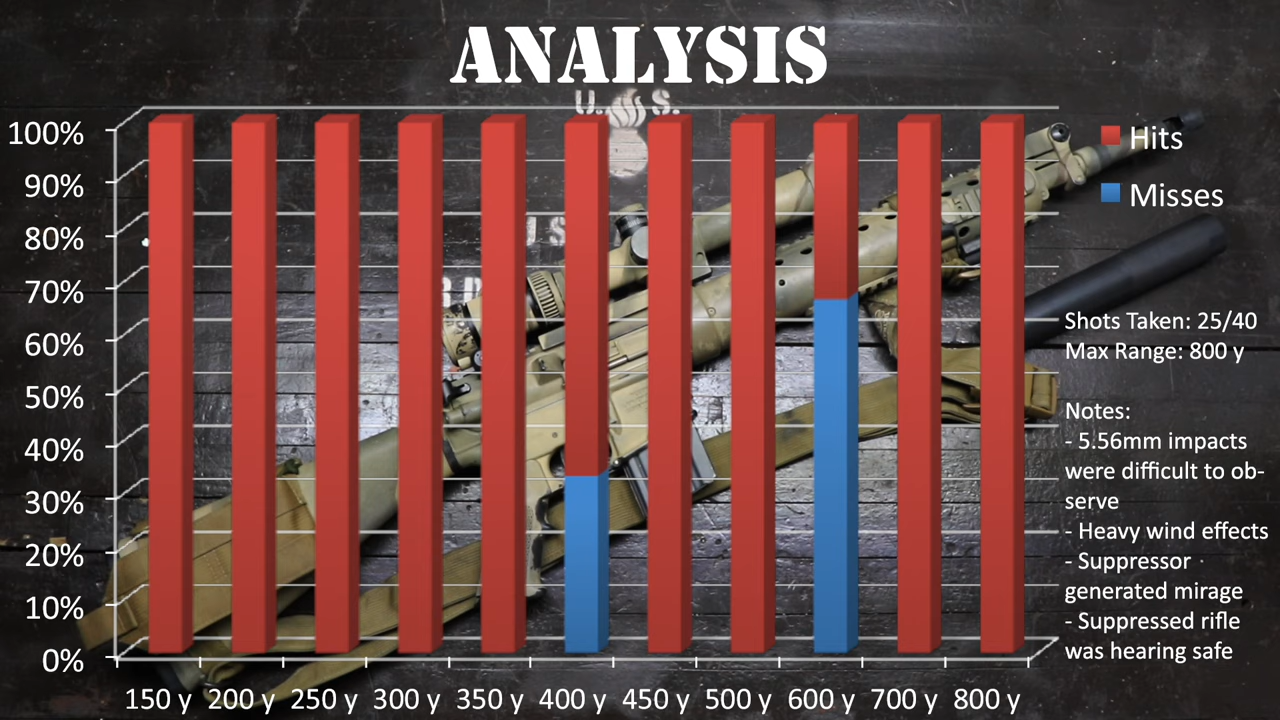 ANALYSIS
U. S.
100%
90%
80%
70%
60%
50%
40%
30%
20%
10%
0%
150 y 200 y 250 y 300 y 350 y 400 y 450 y 500 y 600 y 700 y 800 y
Hits
Misses
Shots Taken: 25/40
Max Range: 800 y
Notes:
- 5.56mm impacts
were difficult to ob-
serve
- Heavy wind effects
- Suppressor
generated mirage
- Suppressed rifle
was hearing safe